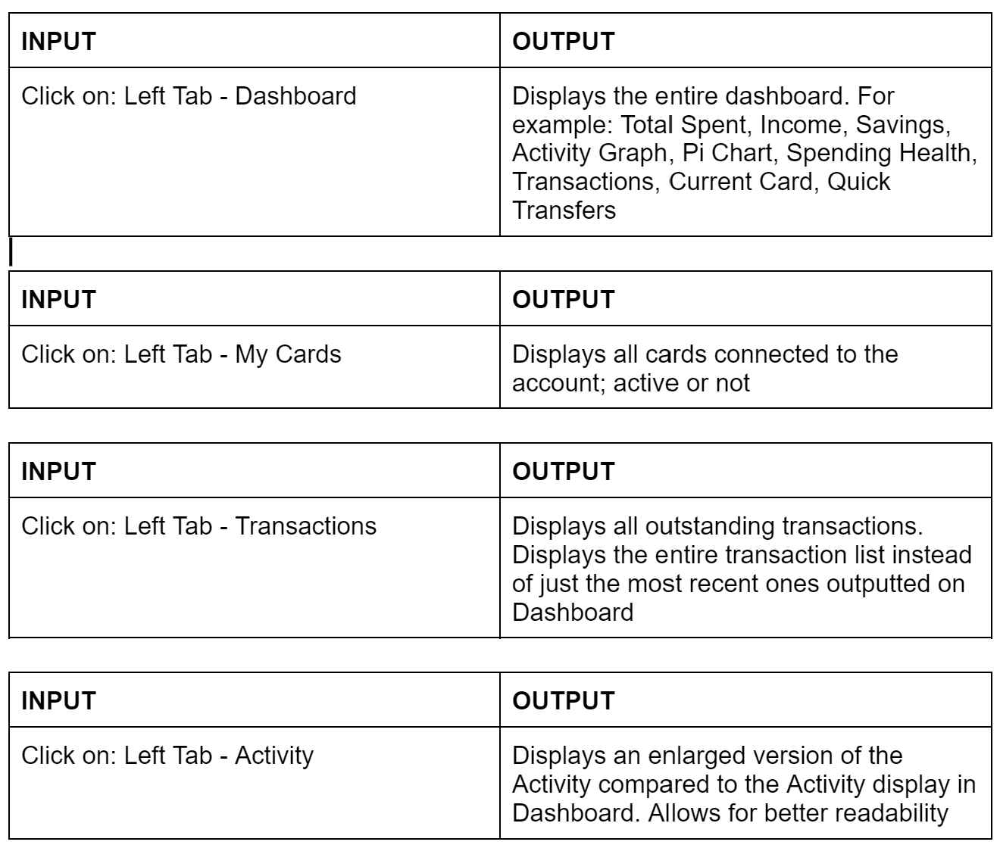 INPUT
OUTPUT
Click on: Left Tab - Dashboard
Displays the entire dashboard. For
example: Total Spent, Income, Savings,
Activity Graph, Pi Chart, Spending Health,
Transactions, Current Card, Quick
Transfers
INPUT
OUTPUT
Click on: Left Tab - My Cards
Displays all cards connected to the
account; active or not
INPUT
OUTPUT
Click on: Left Tab - Transactions
Displays all outstanding transactions.
Displays the entire transaction list instead
of just the most recent ones outputted on
Dashboard
INPUT
OUTPUT
Click on: Left Tab - Activity
Displays an enlarged version of the
Activity compared to the Activity display in
Dashboard. Allows for better readability